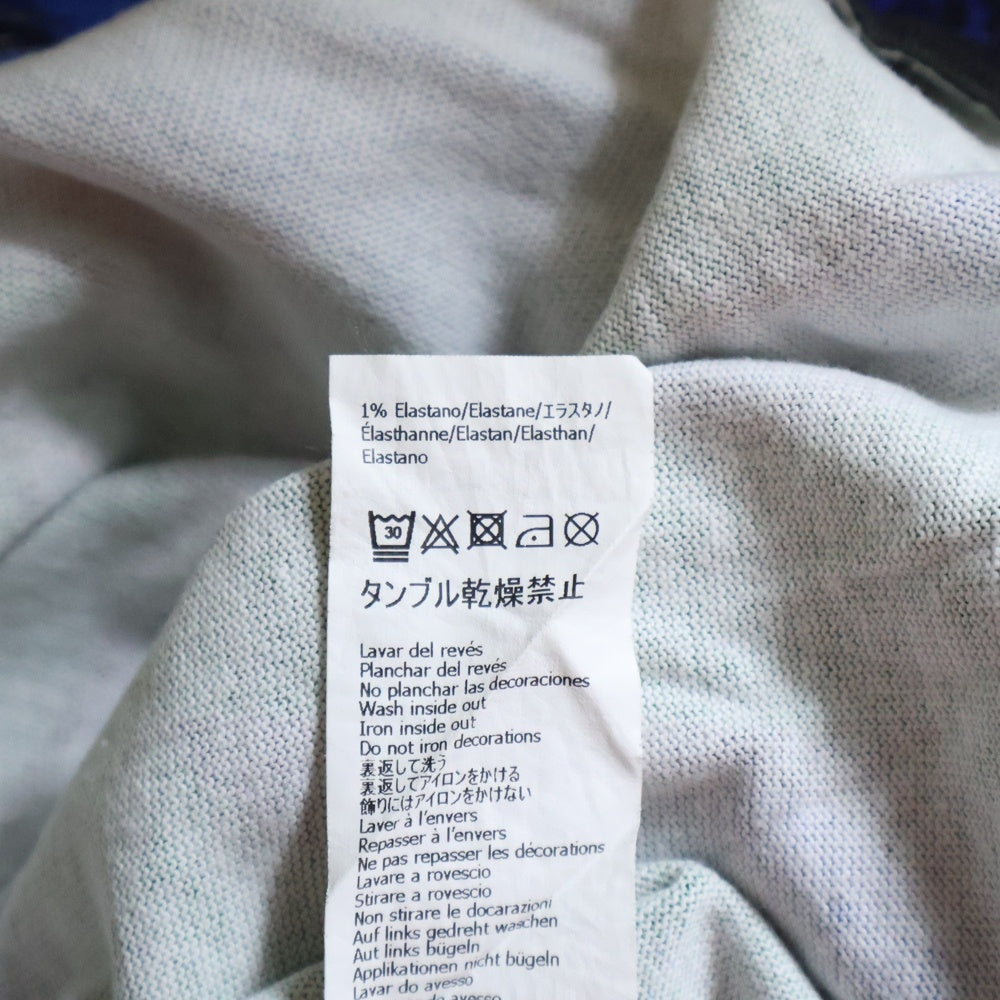 1% Elastano/Elastane/エラスタノ/
Élasthanne/Elastan/Elasthan/
Elastano
30
タンブル乾燥禁止
Lavar del revés
Planchar del revés
No planchar las decoraciones
Wash inside out
Iron inside out
Do not iron decorations
裏返して洗う
裏返してアイロンをかける
飾りにはアイロンをかけない
Laver à l'envers
Repasser à l'envers
Ne pas repasser les décorations
Lavare a rovescio
Stirare a rovescio
Non stirare le docarazioni
Auf links gedreht waschen
Aut links bügeln
Applikationen nicht bügeln
Lavar do avesso
do avesso